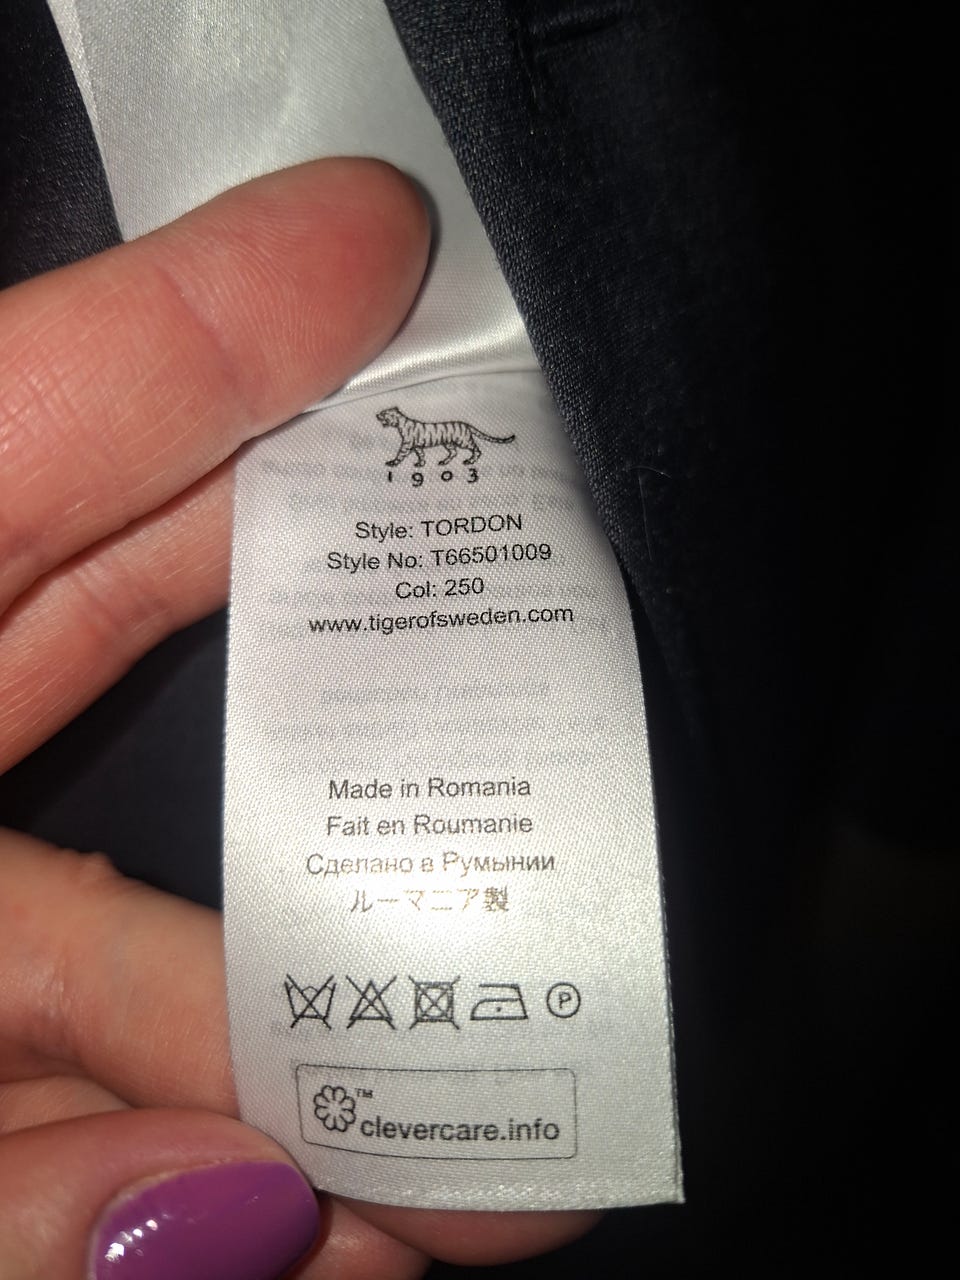 1903
Style: TORDON
Style No: T66501009
Col: 250
www.tigerofsweden.com
Made in Romania
Fait en Roumanie
Сделано в Румынии
ルーマニア製
P
™
clevercare.info